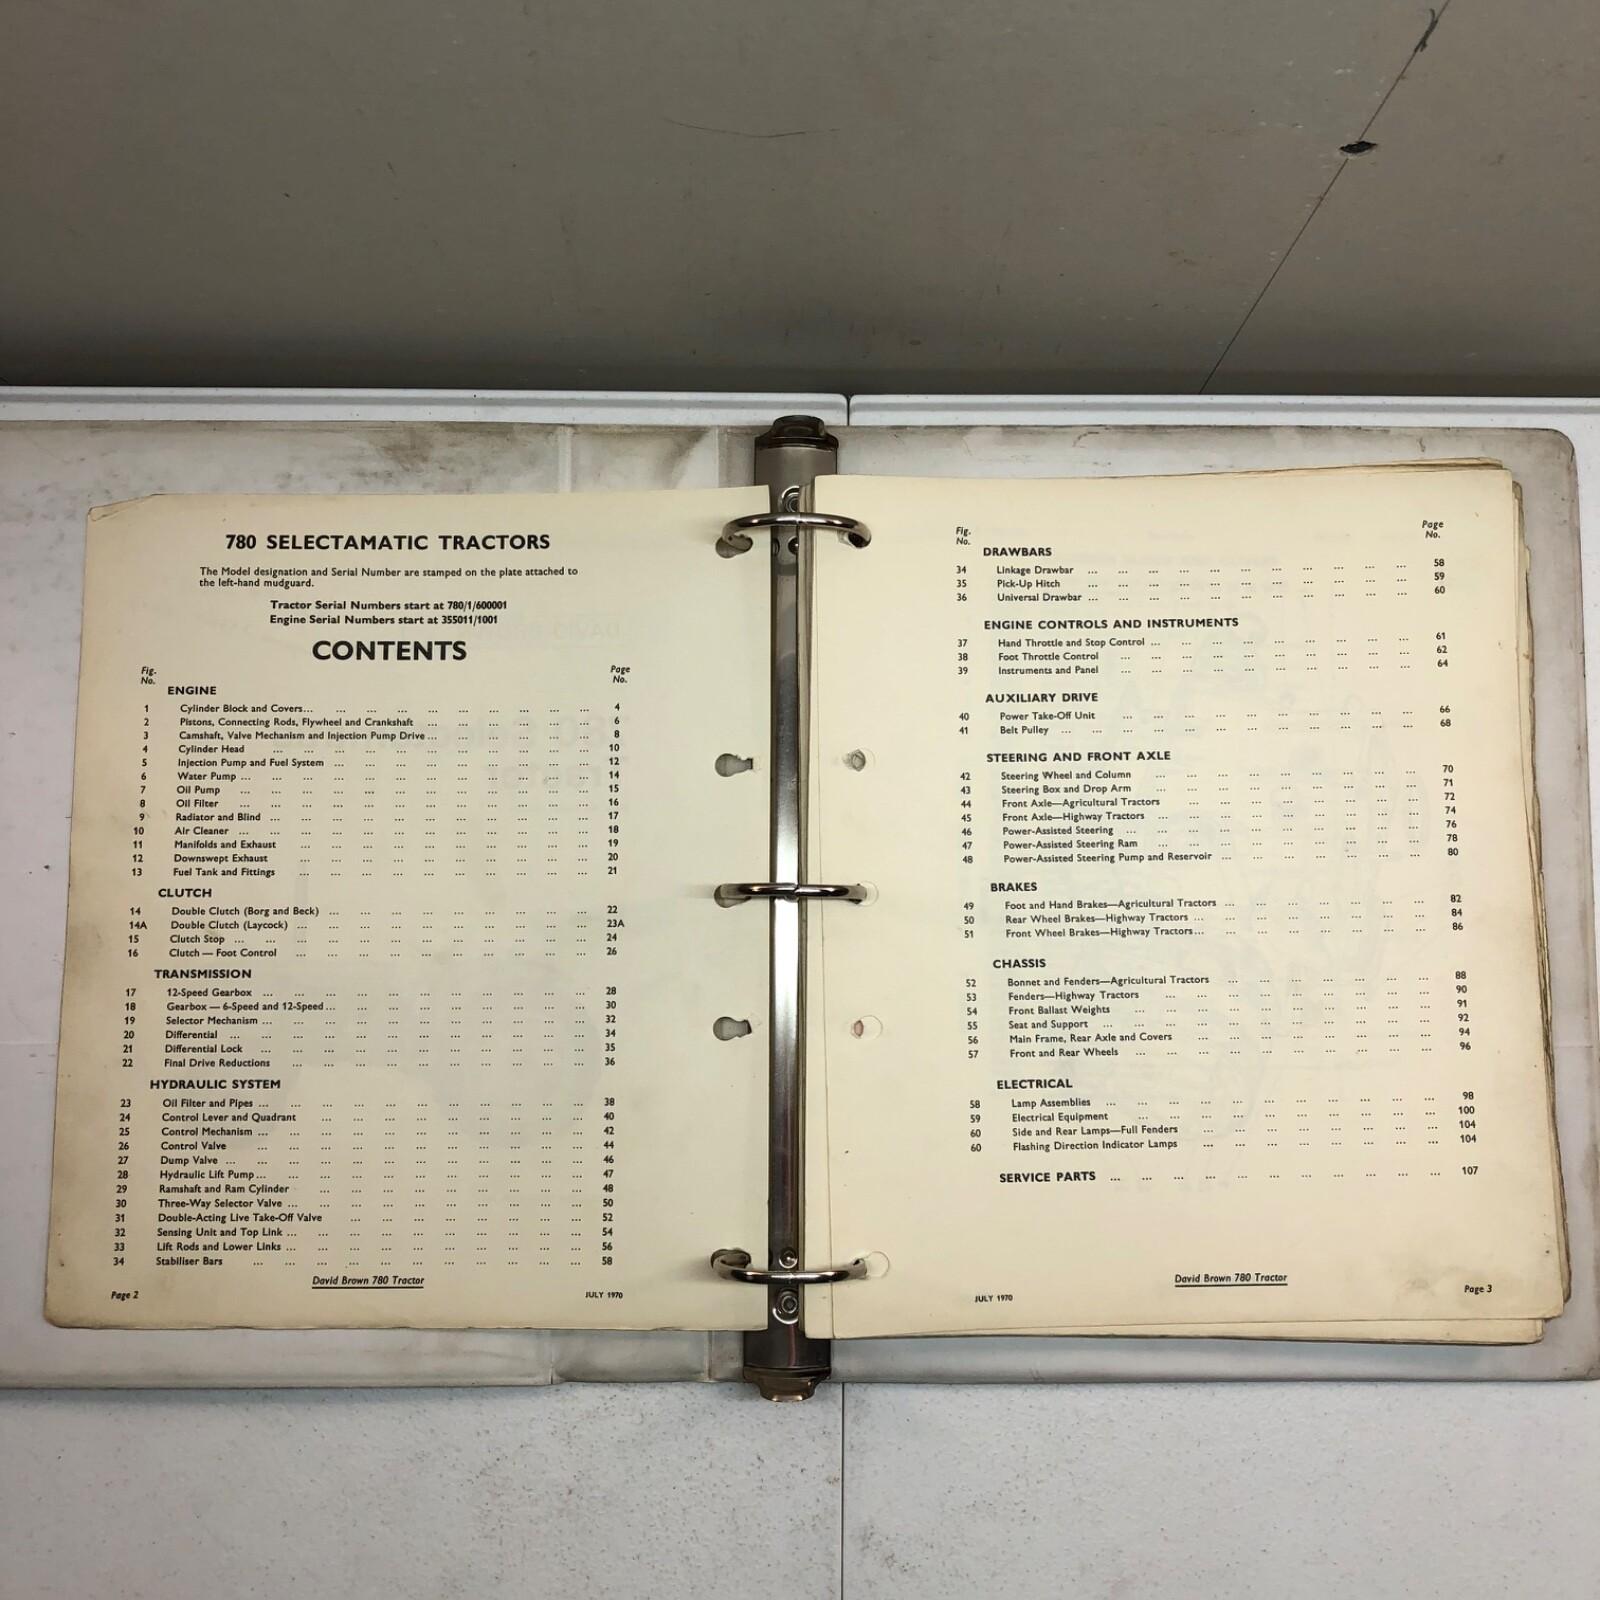 780 SELECTAMATIC TRACTORS
The Model designation and Serial Number are stamped on the plate attached to
the left-hand mudguard.
Tractor Serial Numbers start at 780/1/600001
Engine Serial Numbers start at 355011/1001
CONTENTS
Fig. No. Page No.
ENGINE
1 Cylinder Block and Covers... 4
2 Pistons, Connecting Rods, Flywheel and Crankshaft ... 6
3 Camshaft, Valve Mechanism and Injection Pump Drive ... 8
4 Cylinder Head ... 10
5 Injection Pump and Fuel System ... 12
6 Water Pump ... 14
7 Oil Pump ... 15
8 Oil Filter ... 16
9 Radiator and Blind ... 17
10 Air Cleaner ... 18
11 Manifolds and Exhaust ... 19
12 Downswept Exhaust ... 20
13 Fuel Tank and Fittings ... 21
CLUTCH
14 Double Clutch (Borg and Beck) ... 22
14A Double Clutch (Laycock) ... 23A
15 Clutch Stop ... 24
16 Clutch — Foot Control ... 26
TRANSMISSION
17 12-Speed Gearbox ... 28
18 Gearbox — 6-Speed and 12-Speed ... 30
19 Selector Mechanism ... 32
20 Differential ... 34
21 Differential Lock ... 35
22 Final Drive Reductions ... 36
HYDRAULIC SYSTEM
23 Oil Filter and Pipes ... 38
24 Control Lever and Quadrant ... 40
25 Control Mechanism ... 42
26 Control Valve ... 44
27 Dump Valve ... 46
28 Hydraulic Lift Pump ... 47
29 Ramshaft and Ram Cylinder ... 48
30 Three-Way Selector Valve ... 50
31 Double-Acting Live Take-Off Valve ... 52
32 Sensing Unit and Top Link ... 54
33 Lift Rods and Lower Links ... 56
34 Stabiliser Bars ... 58
David Brown 780 Tractor
Page 2 JULY 1970
Fig. No. Page No.
DRAWBARS
34 Linkage Drawbar ... 58
35 Pick-Up Hitch ... 59
36 Universal Drawbar ... 60
ENGINE CONTROLS AND INSTRUMENTS
37 Hand Throttle and Stop Control ... 61
38 Foot Throttle Control ... 62
39 Instruments and Panel ... 64
AUXILIARY DRIVE
40 Power Take-Off Unit ... 66
41 Belt Pulley ... 68
STEERING AND FRONT AXLE
42 Steering Wheel and Column ... 70
43 Steering Box and Drop Arm ... 71
44 Front Axle—Agricultural Tractors ... 72
45 Front Axle—Highway Tractors ... 74
46 Power-Assisted Steering ... 76
47 Power-Assisted Steering Ram ... 78
48 Power-Assisted Steering Pump and Reservoir ... 80
BRAKES
49 Foot and Hand Brakes—Agricultural Tractors ... 82
50 Rear Wheel Brakes—Highway Tractors ... 84
51 Front Wheel Brakes—Highway Tractors ... 86
CHASSIS
52 Bonnet and Fenders—Agricultural Tractors ... 88
53 Fenders—Highway Tractors ... 90
54 Front Ballast Weights ... 91
55 Seat and Support ... 92
56 Main Frame, Rear Axle and Covers ... 94
57 Front and Rear Wheels ... 96
ELECTRICAL
58 Lamp Assemblies ... 98
59 Electrical Equipment ... 100
60 Side and Rear Lamps—Full Fenders ... 104
60 Flashing Direction Indicator Lamps ... 104
SERVICE PARTS ... 107
David Brown 780 Tractor
JULY 1970 Page 3